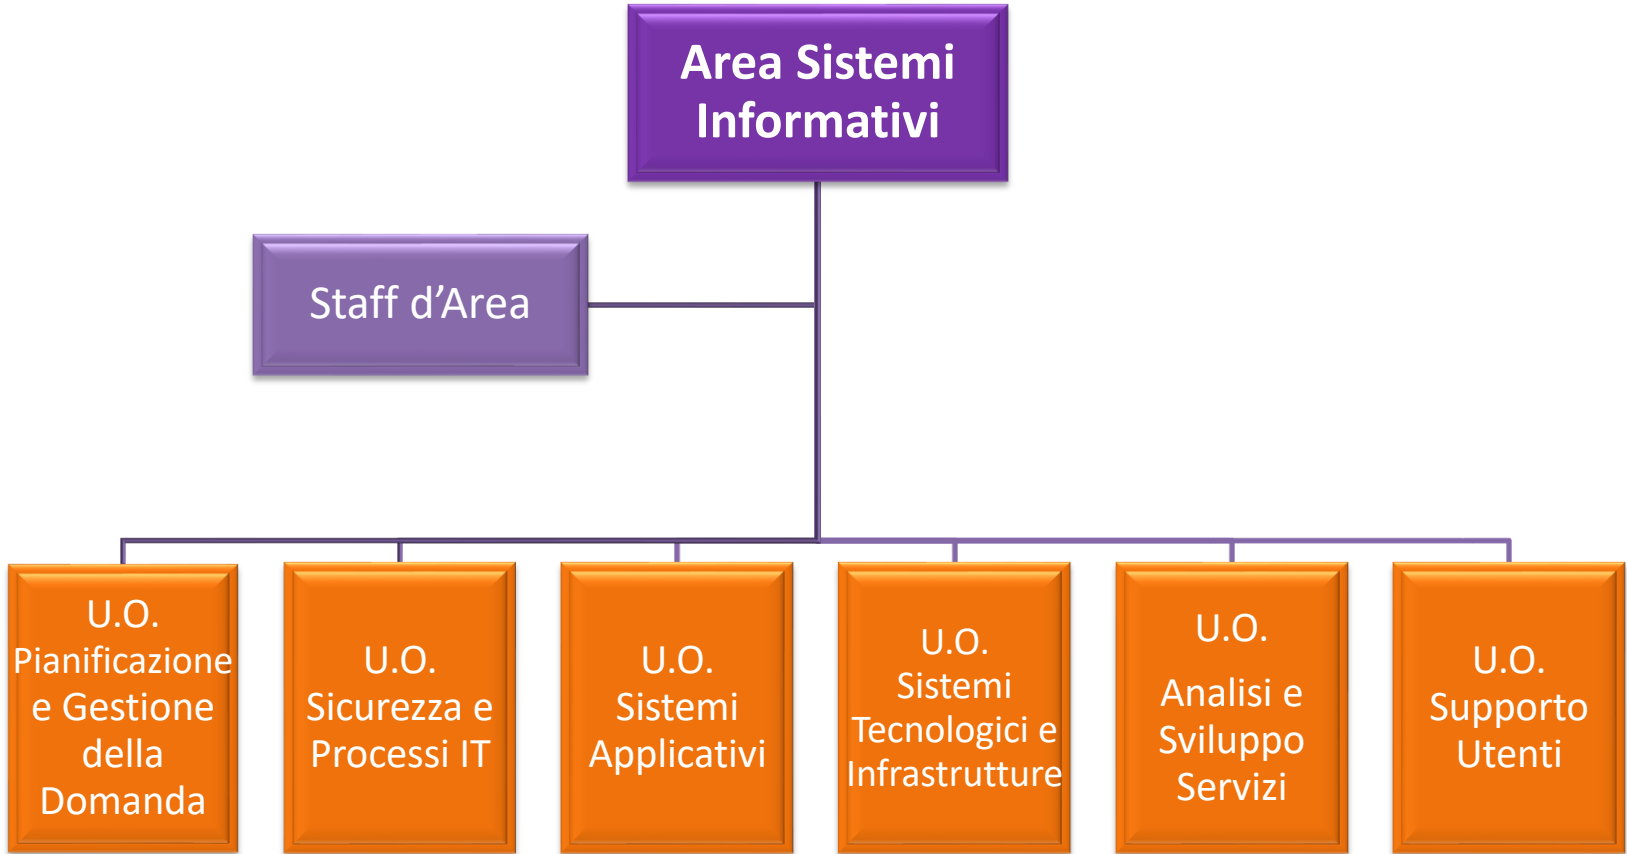 Area Sistemi
Informativi
Staff d’Area
U.O.
Pianificazione
e Gestione
della
Domanda
U.O.
Sicurezza e
Processi IT
U.O.
Sistemi
Applicativi
U.O.
Sistemi
Tecnologici e
Infrastrutture
U.O.
Analisi e
Sviluppo
Servizi
U.O.
Supporto
Utenti